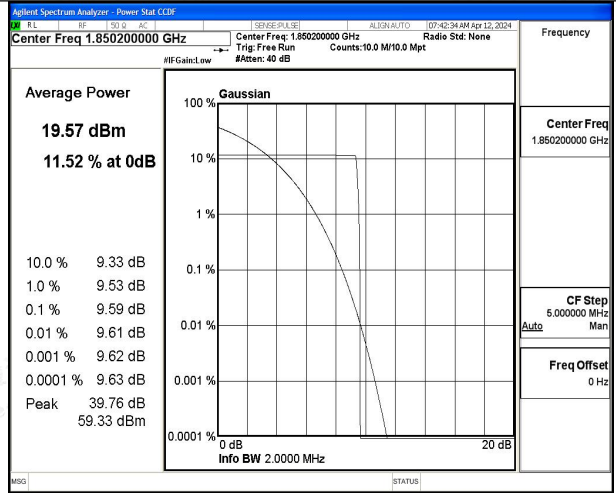 Agilent Spectrum Analyzer - Power Stat CCDF
RL RF 50 Ω AC SENSE:PULSE ALIGN AUTO 07:42:34 AM Apr 12, 2024
Center Freq 1.850200000 GHz
Center Freq: 1.850200000 GHz Radio Std: None
Trig: Free Run Counts:10.0 M/10.0 Mpt
#IFGain:Low #Atten: 40 dB
Frequency
Average Power
19.57 dBm
11.52 % at 0dB
10.0 % 9.33 dB
1.0 % 9.53 dB
0.1 % 9.59 dB
0.01 % 9.61 dB
0.001 % 9.62 dB
0.0001 % 9.63 dB
Peak 39.76 dB
59.33 dBm
Gaussian
100 %
10 %
1 %
0.1 %
0.01 %
0.001 %
0.0001 %
0 dB 20 dB
Info BW 2.0000 MHz
Center Freq
1.850200000 GHz
CF Step
5.000000 MHz
Auto Man
Freq Offset
0 Hz
MSG STATUS